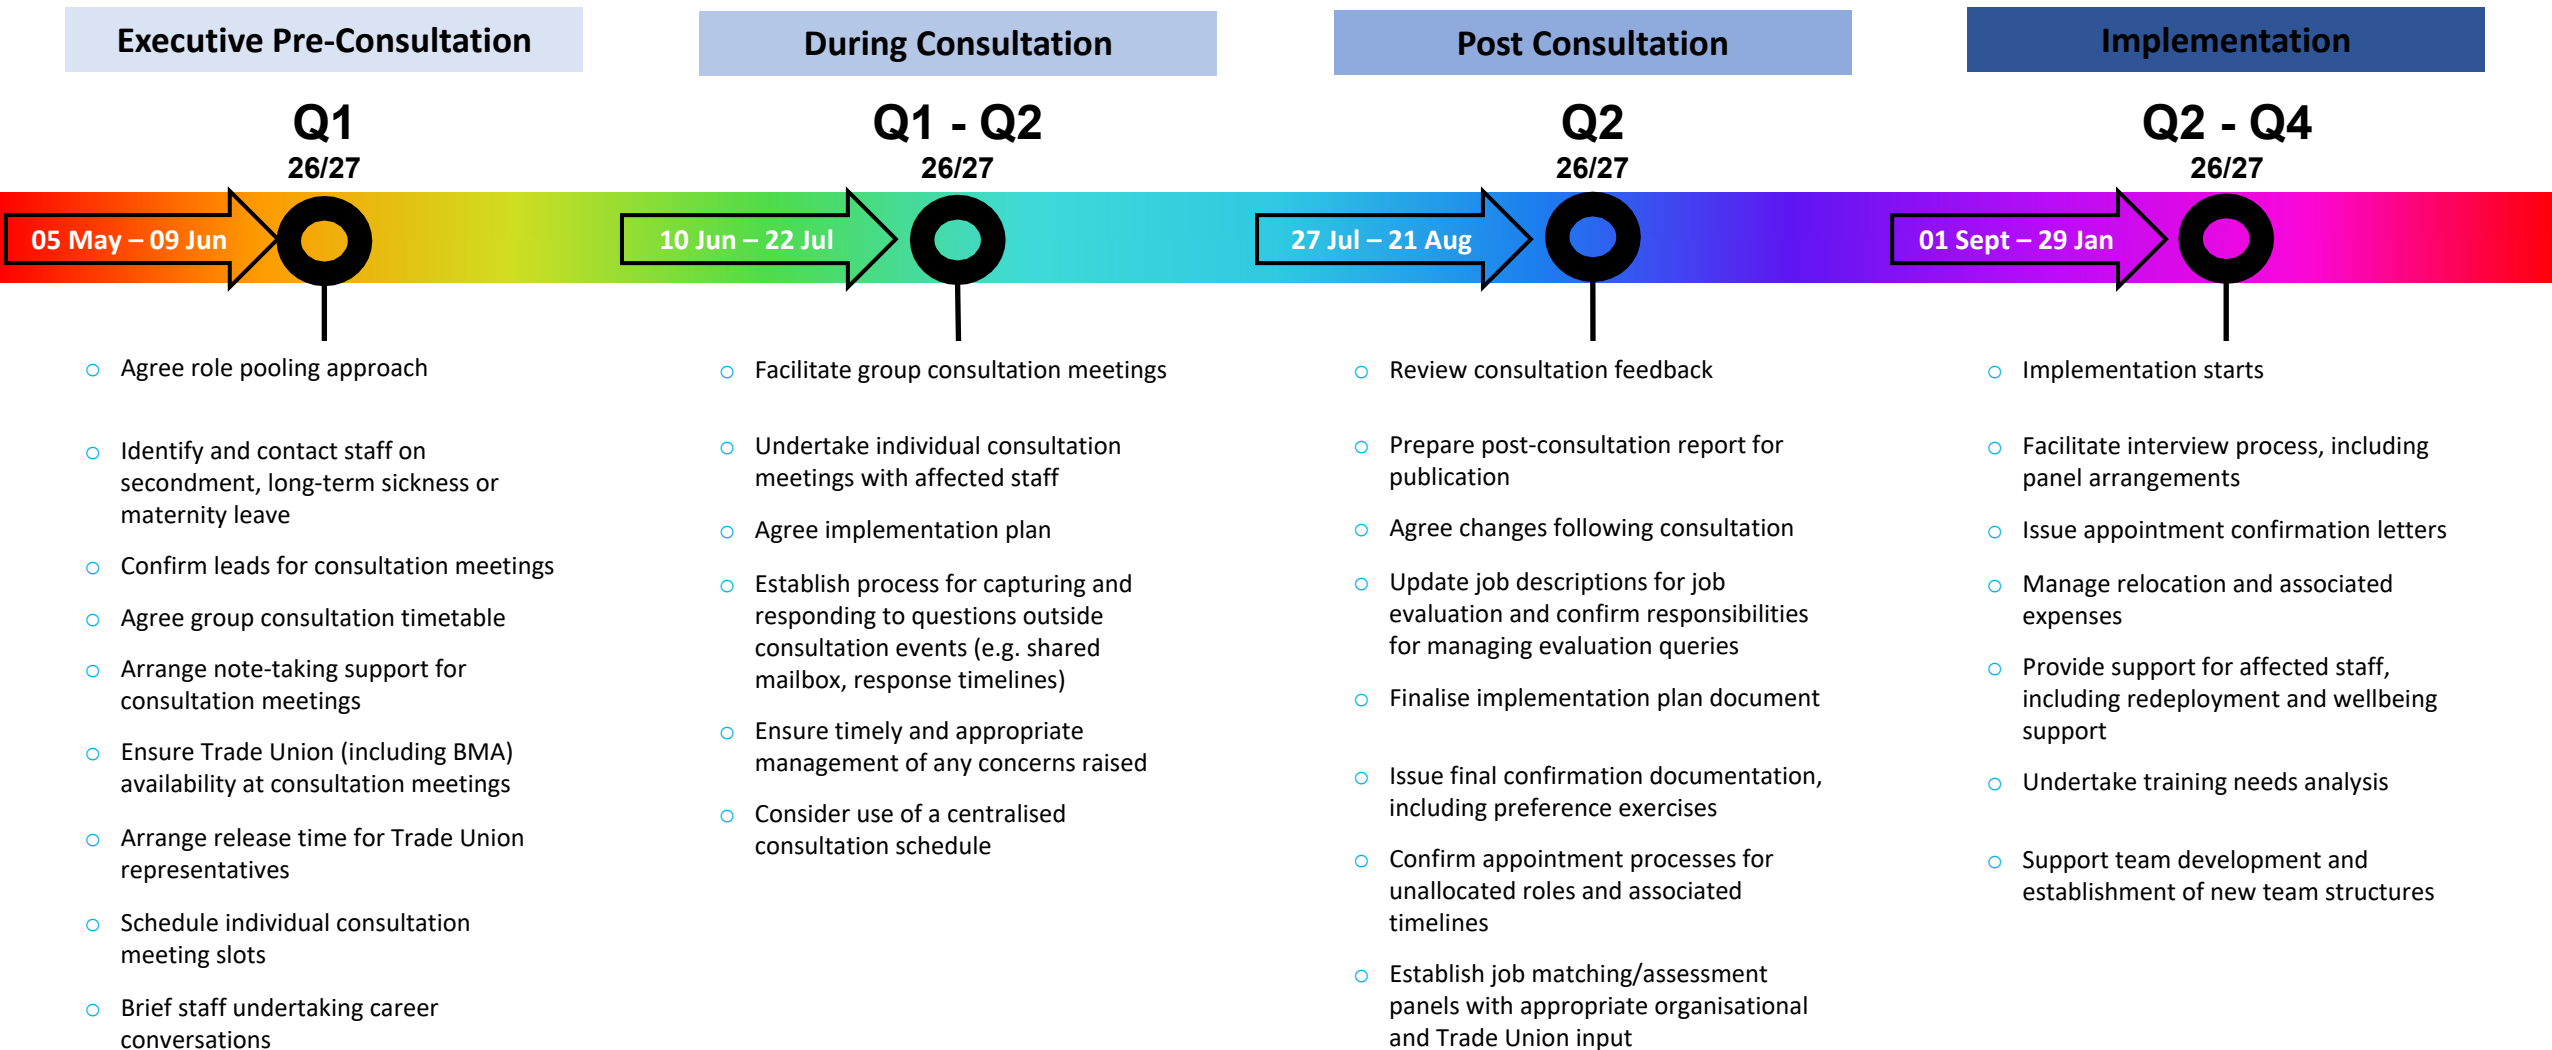 Executive Pre-Consultation
Q1
26/27
05 May – 09 Jun
○ Agree role pooling approach
○ Identify and contact staff on
secondment, long-term sickness or
maternity leave
○ Confirm leads for consultation meetings
○ Agree group consultation timetable
○ Arrange note-taking support for
consultation meetings
○ Ensure Trade Union (including BMA)
availability at consultation meetings
○ Arrange release time for Trade Union
representatives
○ Schedule individual consultation
meeting slots
○ Brief staff undertaking career
conversations
During Consultation
Q1 - Q2
26/27
10 Jun – 22 Jul
○ Facilitate group consultation meetings
○ Undertake individual consultation
meetings with affected staff
○ Agree implementation plan
○ Establish process for capturing and
responding to questions outside
consultation events (e.g. shared
mailbox, response timelines)
○ Ensure timely and appropriate
management of any concerns raised
○ Consider use of a centralised
consultation schedule
Post Consultation
Q2
26/27
27 Jul – 21 Aug
○ Review consultation feedback
○ Prepare post-consultation report for
publication
○ Agree changes following consultation
○ Update job descriptions for job
evaluation and confirm responsibilities
for managing evaluation queries
○ Finalise implementation plan document
○ Issue final confirmation documentation,
including preference exercises
○ Confirm appointment processes for
unallocated roles and associated
timelines
○ Establish job matching/assessment
panels with appropriate organisational
and Trade Union input
Implementation
Q2 - Q4
26/27
01 Sept – 29 Jan
○ Implementation starts
○ Facilitate interview process, including
panel arrangements
○ Issue appointment confirmation letters
○ Manage relocation and associated
expenses
○ Provide support for affected staff,
including redeployment and wellbeing
support
○ Undertake training needs analysis
○ Support team development and
establishment of new team structures